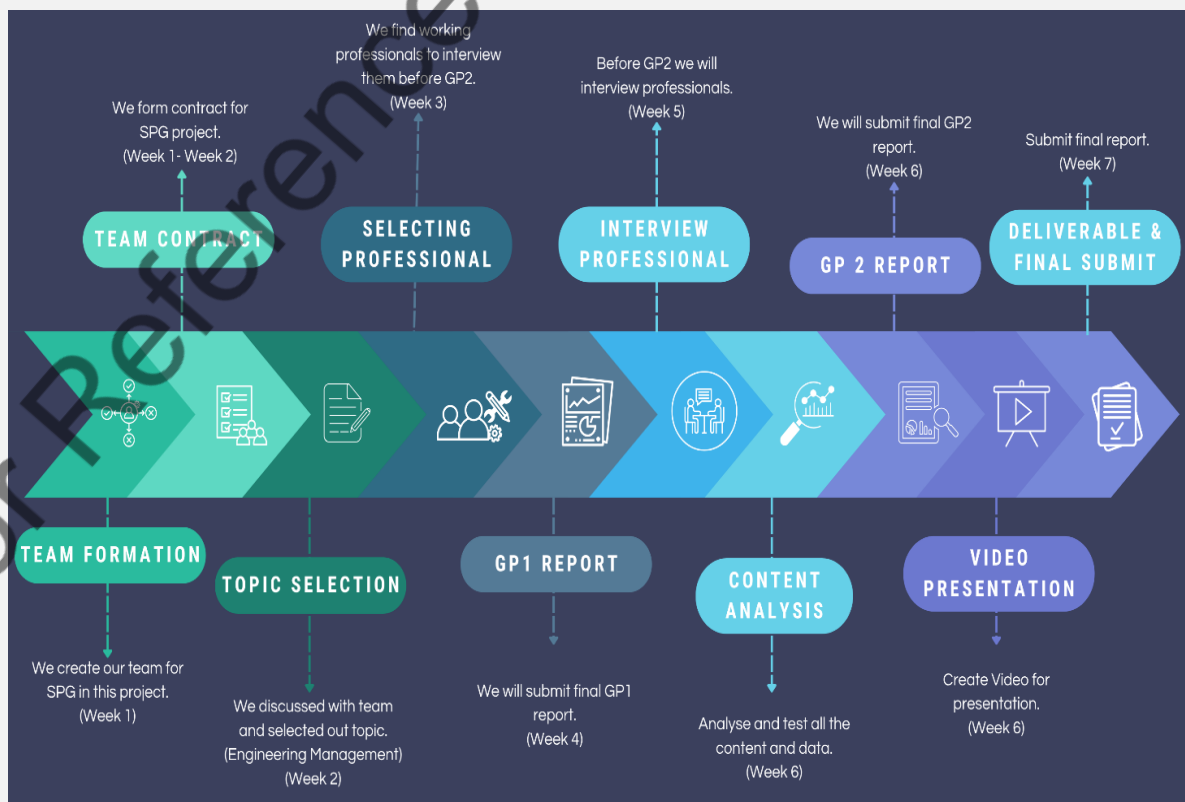 We find working
professionals to interview
them before GP2.
(Week 3)
Before GP2 we will
interview professionals.
(Week 5)
We form contract for
SPG project.
(Week 1- Week 2)
We will submit final GP2
report.
(Week 6)
Submit final report.
(Week 7)
TEAM CONTRACT
SELECTING
PROFESSIONAL
INTERVIEW
PROFESSIONAL
GP 2 REPORT
DELIVERABLE &
FINAL SUBMIT
TEAM FORMATION
TOPIC SELECTION
GP1 REPORT
CONTENT
ANALYSIS
VIDEO
PRESENTATION
We create our team for
SPG in this project.
(Week 1)
We discussed with team
and selected out topic.
(Engineering Management)
(Week 2)
We will submit final GP1
report.
(Week 4)
Analyse and test all the
content and data.
(Week 6)
Create Video for
presentation.
(Week 6)
or Reference